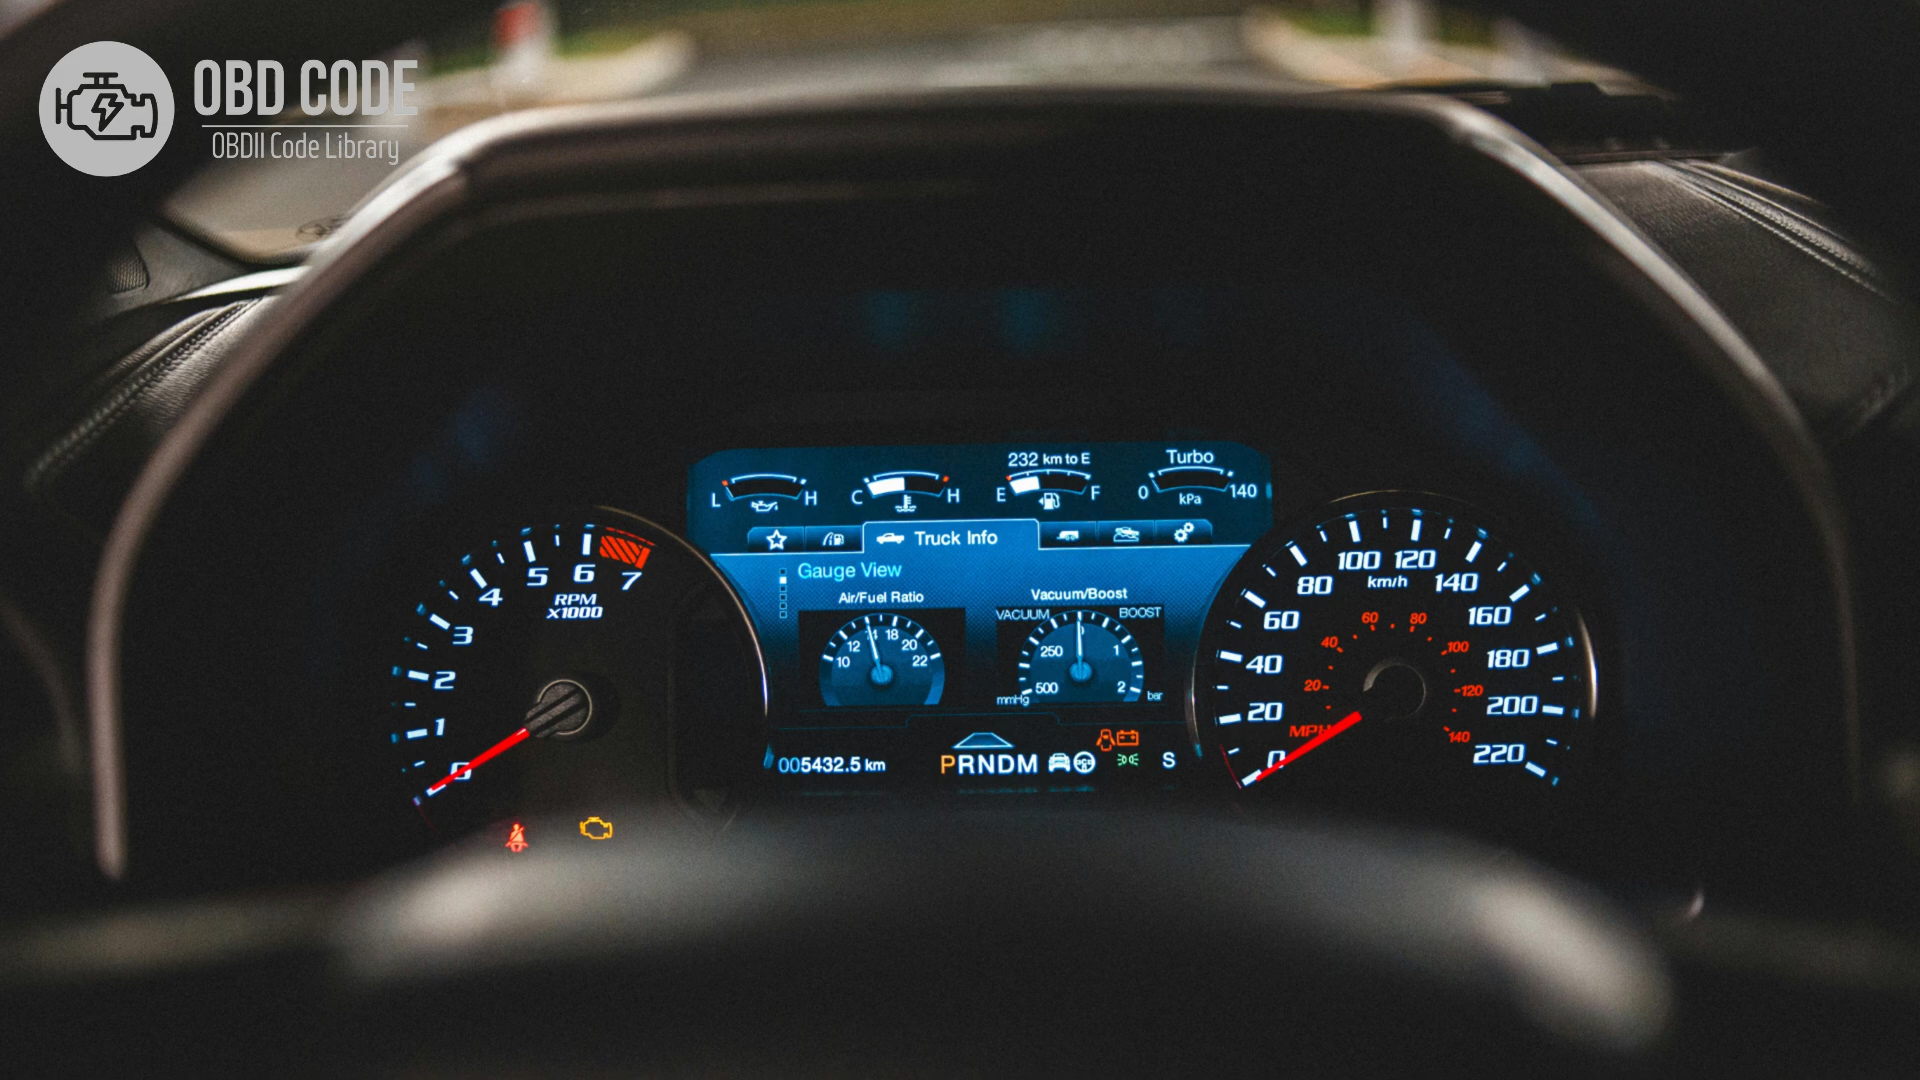 OBD CODE
OBDII Code Library
232 km to E
Turbo
L H
C H
E F
0 140
kPa
Truck Info
Gauge View
Air/Fuel Ratio
10 12 14 18 20 22
Vacuum/Boost
VACUUM BOOST
0
250 1
500 2
mmHg bar
0 1 2 3 4 5 6 7
RPM
X1000
0 20 40 60 80 100 120 140 160 180 200 220
km/h
20 40 60 80 100 120 140
MPH
005432.5 km
PRNDM
S